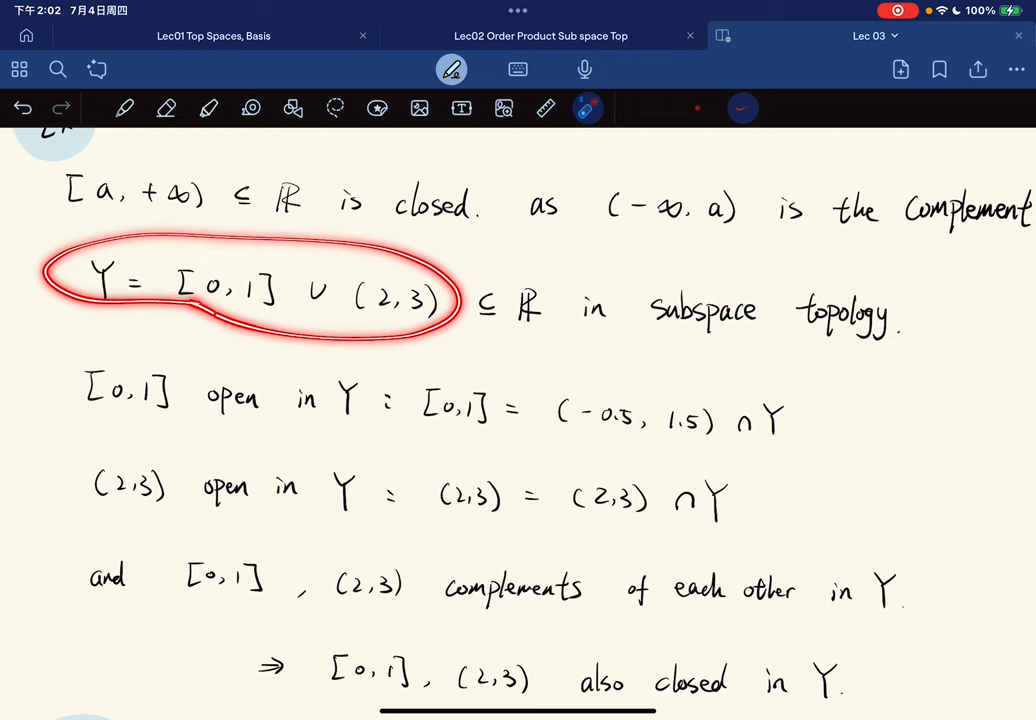 下午2:02 7月4日周四
100%
Lec01 Top Spaces, Basis
Lec02 Order Product Sub space Top
Lec 03
[a, +∞) ⊆ ℝ is closed. as (-∞, a) is the complement
Y = [0, 1] ∪ (2, 3) ⊆ ℝ in subspace topology.
[0, 1] open in Y : [0,1] = (-0.5, 1.5) ∩ Y
(2,3) open in Y : (2,3) = (2,3) ∩ Y
and [0, 1], (2,3) complements of each other in Y.
⇒ [0, 1], (2,3) also closed in Y.